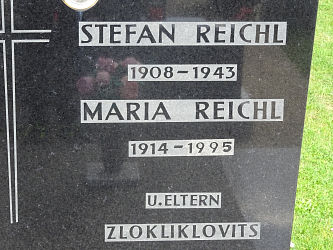 STEFAN REICHL
1908-1943
MARIA REICHL
1914-1995
U.ELTERN
ZLOKLIKLOVITS